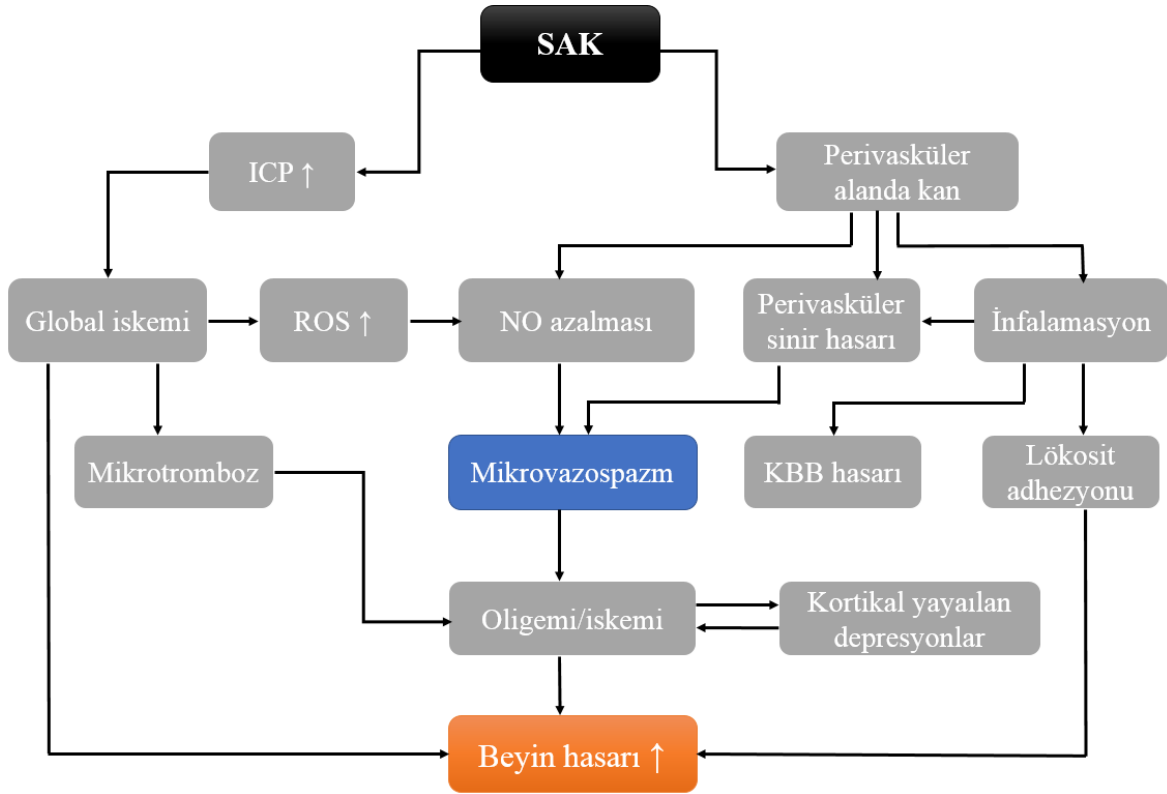 SAK
ICP ↑
Perivasküler
alanda kan
Global iskemi
ROS ↑
NO azalması
Perivasküler
sinir hasarı
İnfalamasyon
Mikrotromboz
Mikrovazospazm
KBB hasarı
Lökosit
adhezyonu
Oligemi/iskemi
Kortikal yayaılan
depresyonlar
Beyin hasarı ↑